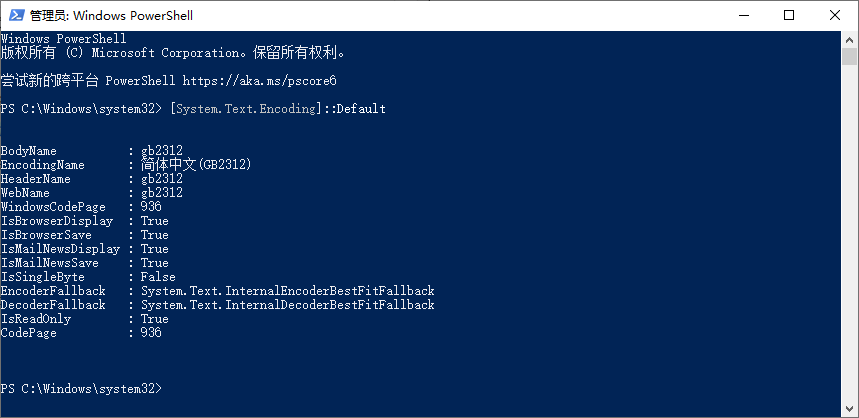 管理员: Windows PowerShell
Windows PowerShell
版权所有 (C) Microsoft Corporation。保留所有权利。
尝试新的跨平台 PowerShell https://aka.ms/pscore6
PS C:\Windows\system32> [System.Text.Encoding]::Default
BodyName          : gb2312
EncodingName      : 简体中文(GB2312)
HeaderName        : gb2312
WebName           : gb2312
WindowsCodePage   : 936
IsBrowserDisplay  : True
IsBrowserSave     : True
IsMailNewsDisplay : True
IsMailNewsSave    : True
IsSingleByte      : False
EncoderFallback   : System.Text.InternalEncoderBestFitFallback
DecoderFallback   : System.Text.InternalDecoderBestFitFallback
IsReadOnly        : True
CodePage          : 936
PS C:\Windows\system32>